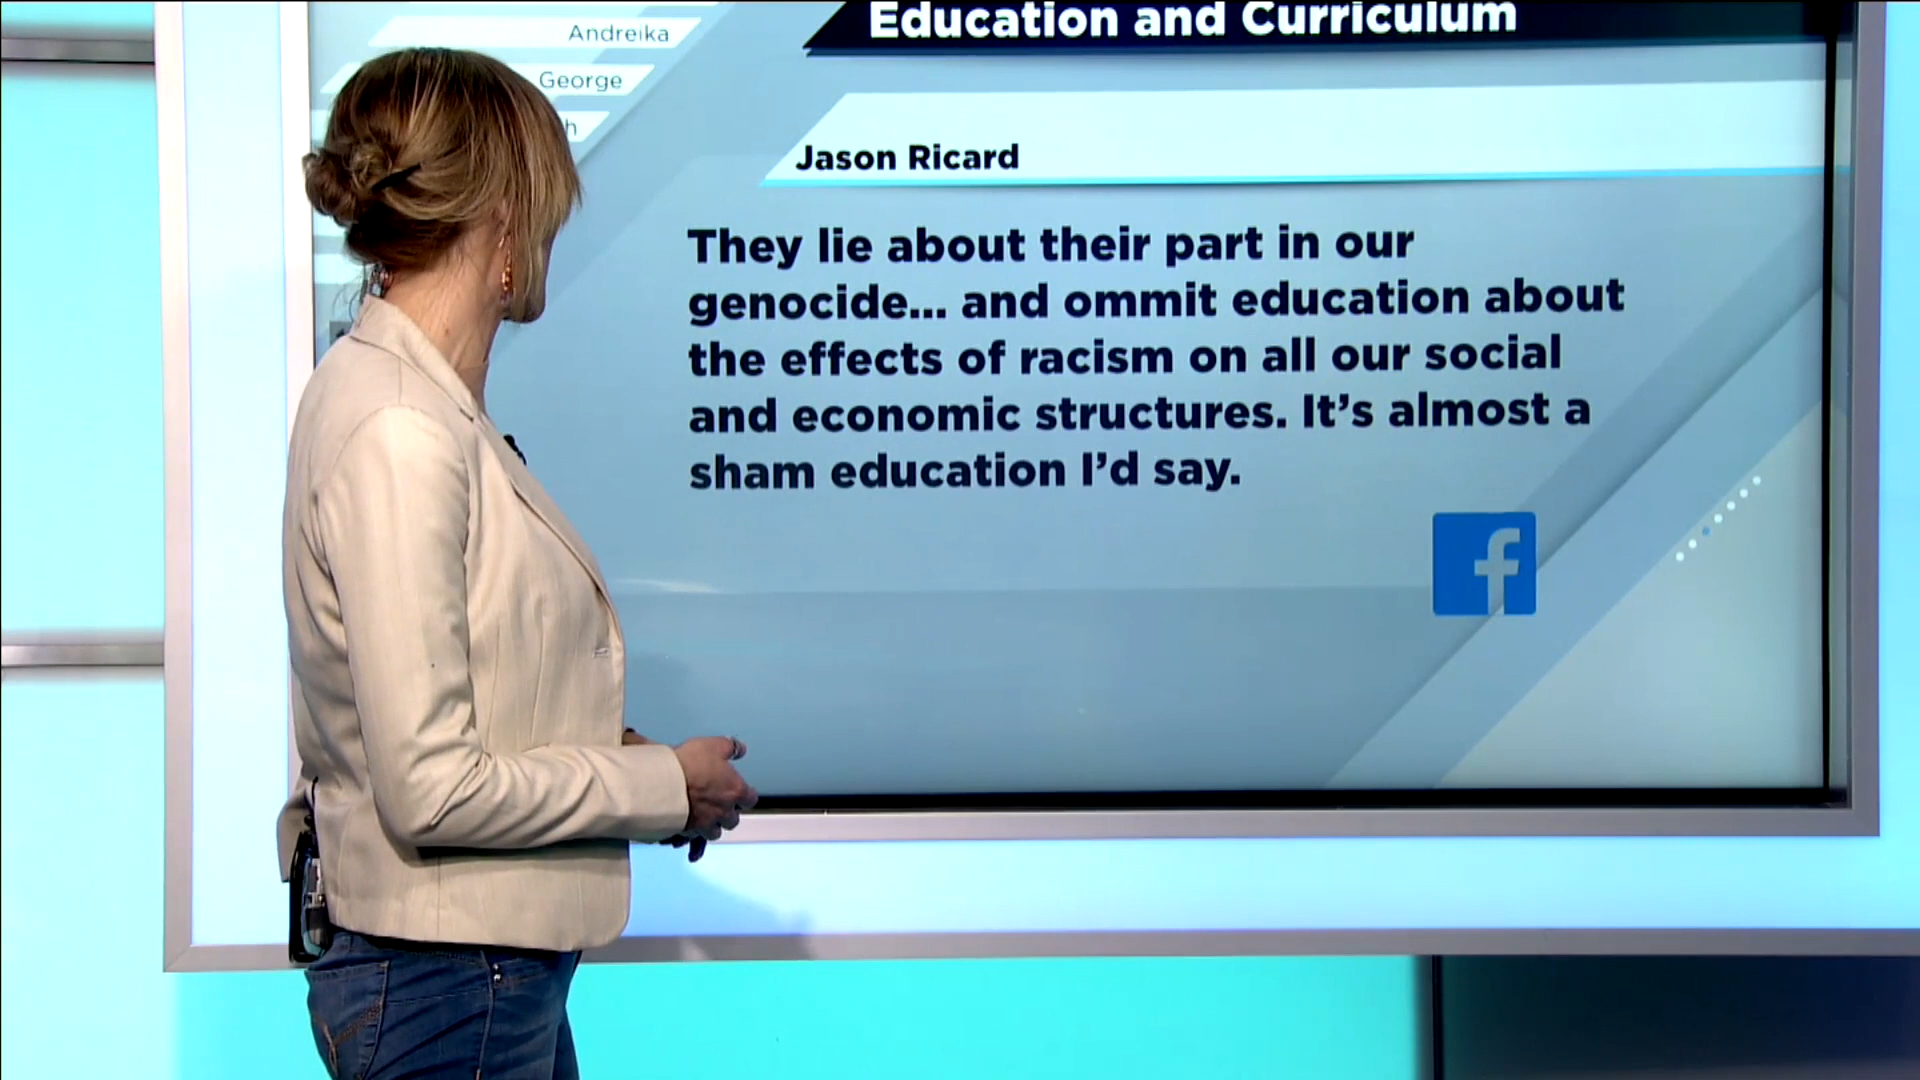 Education and Curriculum
Andreika
George
h
Jason Ricard
They lie about their part in our
genocide... and ommit education about
the effects of racism on all our social
and economic structures. It's almost a
sham education I'd say.
f